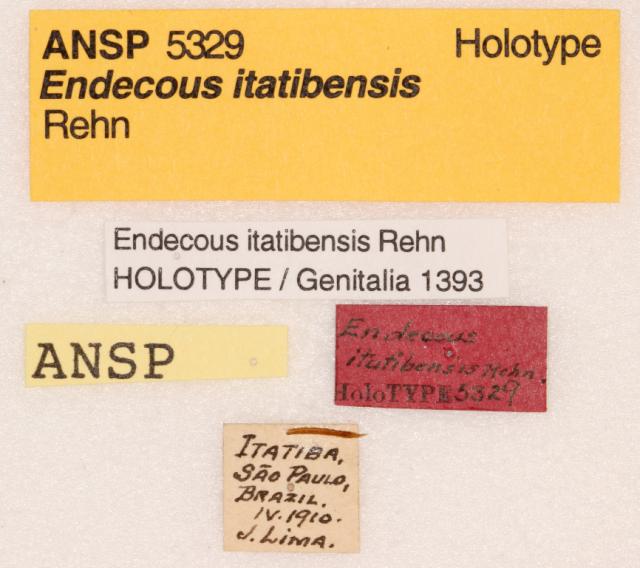 ANSP 5329 Holotype
Endecous itatibensis
Rehn
Endecous itatibensis Rehn
HOLOTYPE / Genitalia 1393
ANSP
Endecous
itatibensis Rehn.
HoloTYPE 5329
ITATIBA,
SÃO PAULO,
BRAZIL.
IV.1910.
J. LIMA.